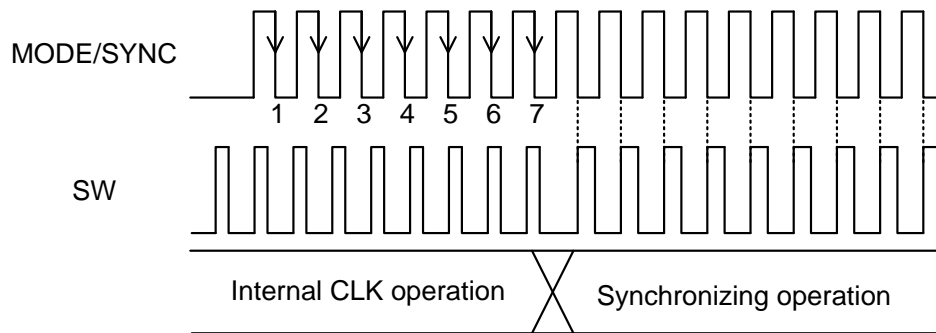 MODE/SYNC
1 2 3 4 5 6 7
SW
Internal CLK operation
Synchronizing operation